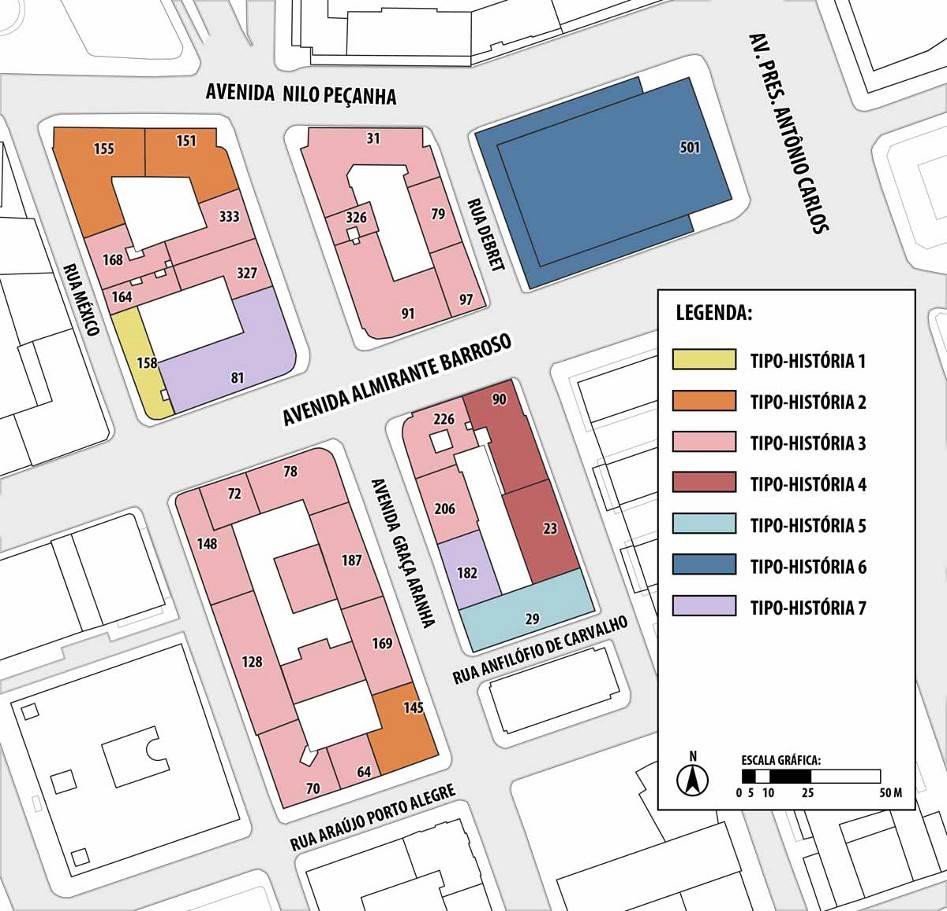 AVENIDA NILO PEÇANHA
AV. PRES. ANTÔNIO CARLOS
155
151
31
501
333
326
79
RUA DEBRET
168
327
RUA MÉXICO
164
97
91
158
81
AVENIDA ALMIRANTE BARROSO
LEGENDA:
TIPO-HISTÓRIA 1
TIPO-HISTÓRIA 2
TIPO-HISTÓRIA 3
TIPO-HISTÓRIA 4
TIPO-HISTÓRIA 5
TIPO-HISTÓRIA 6
TIPO-HISTÓRIA 7
90
226
78
72
AVENIDA GRAÇA ARANHA
206
23
148
187
182
29
RUA ANFILÓFIO DE CARVALHO
169
128
145
64
70
RUA ARAÚJO PORTO ALEGRE
N
ESCALA GRÁFICA:
0 5 10 25 50 M